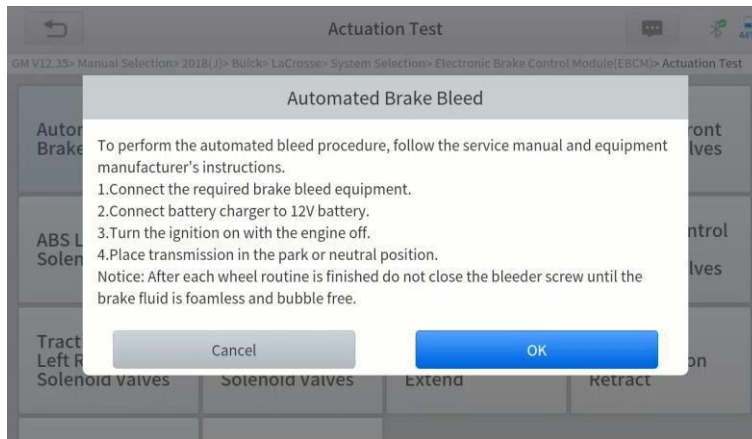 Actuation Test
44%
GM V12.35> Manual Selection> 2018(J)> Buick> LaCrosse> System Selection> Electronic Brake Control Module(EBCM)> Actuation Test
Automated Brake Bleed
To perform the automated bleed procedure, follow the service manual and equipment
manufacturer's instructions.
1.Connect the required brake bleed equipment.
2.Connect battery charger to 12V battery.
3.Turn the ignition on with the engine off.
4.Place transmission in the park or neutral position.
Notice: After each wheel routine is finished do not close the bleeder screw until the
brake fluid is foamless and bubble free.
Cancel
OK
Brake
ABS L
Left R
Solenoid Valves
Solenoid Valves
Extend
Retract